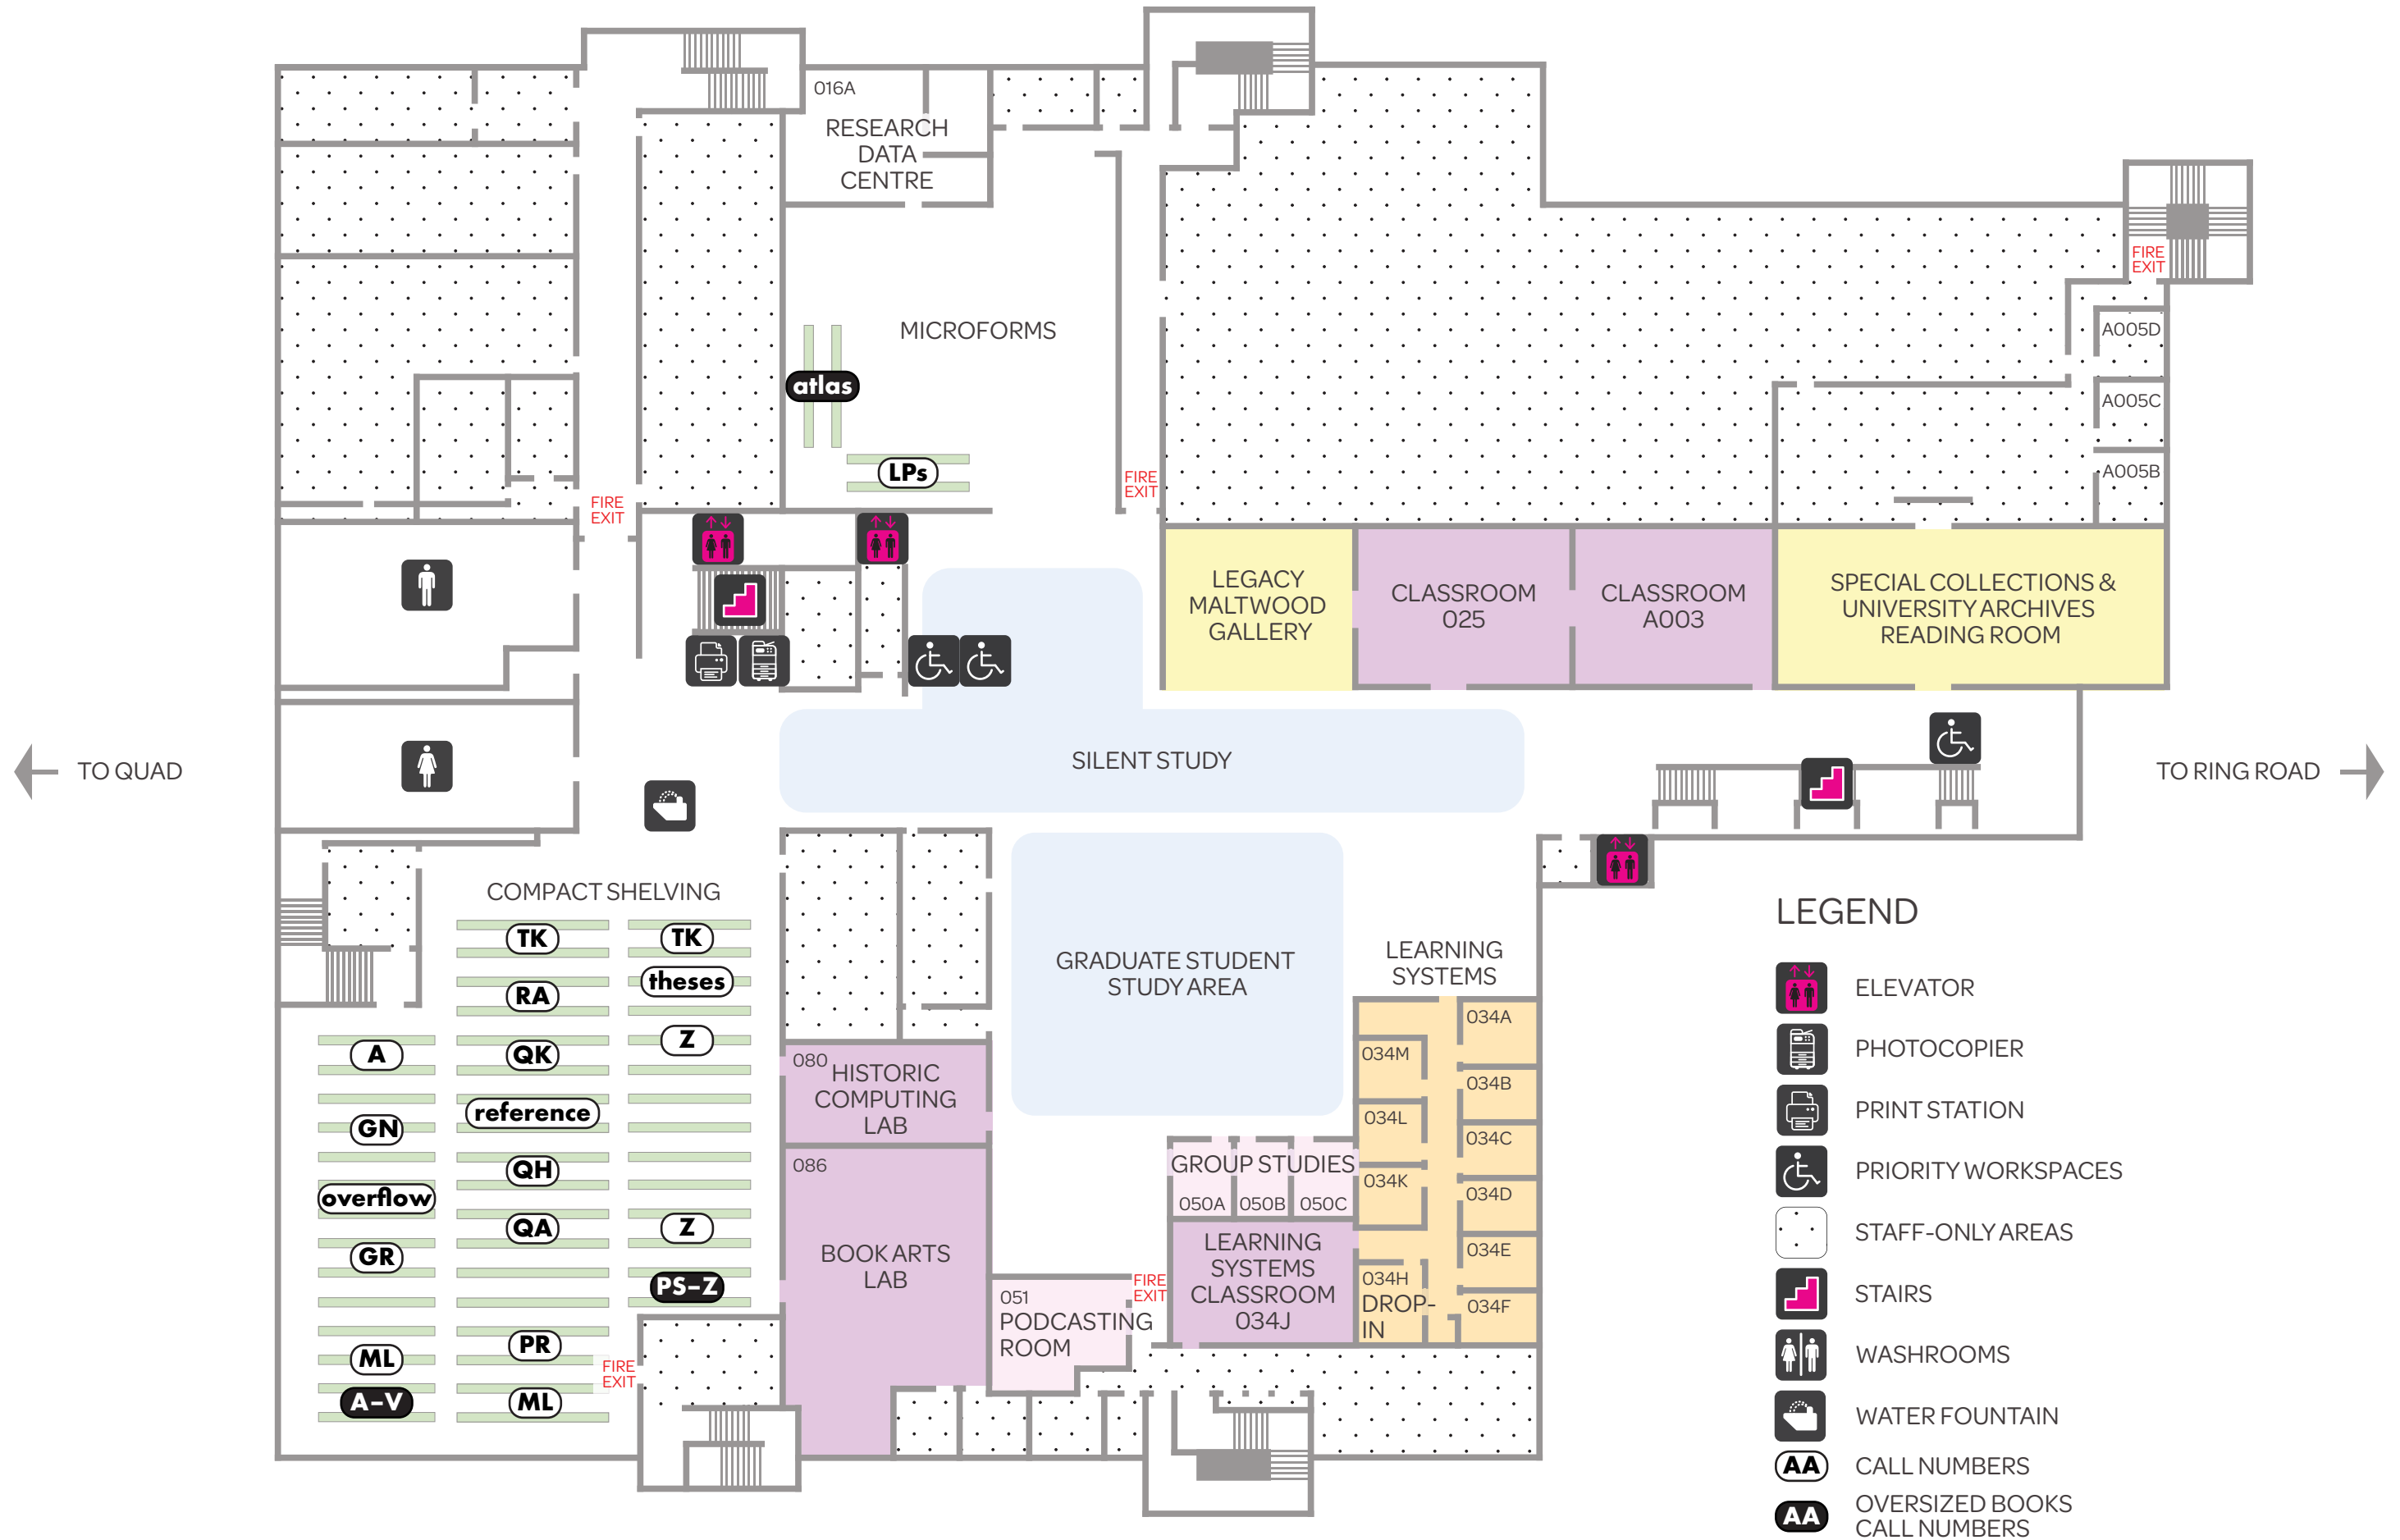 016A
RESEARCH
DATA
CENTRE
FIRE
EXIT
A005D
MICROFORMS
atlas
A005C
LPs
A005B
FIRE
EXIT
FIRE
EXIT
LEGACY
MALTWOOD
GALLERY
CLASSROOM
025
CLASSROOM
A003
SPECIAL COLLECTIONS &
UNIVERSITY ARCHIVES
READING ROOM
TO QUAD
SILENT STUDY
TO RING ROAD
COMPACT SHELVING
TK
TK
theses
RA
Z
A
QK
reference
GN
QH
overflow
QA
Z
GR
PS–Z
PR
ML
A–V
ML
FIRE
EXIT
GRADUATE STUDENT
STUDY AREA
080
HISTORIC
COMPUTING
LAB
086
BOOK ARTS
LAB
051
PODCASTING
ROOM
FIRE
EXIT
LEARNING
SYSTEMS
034A
034M
034B
034L
034C
034K
034D
034E
034H
DROP-
IN
034F
GROUP STUDIES
050A
050B
050C
LEARNING
SYSTEMS
CLASSROOM
034J
LEGEND
ELEVATOR
PHOTOCOPIER
PRINT STATION
PRIORITY WORKSPACES
STAFF-ONLY AREAS
STAIRS
WASHROOMS
WATER FOUNTAIN
AA CALL NUMBERS
AA OVERSIZED BOOKS
CALL NUMBERS